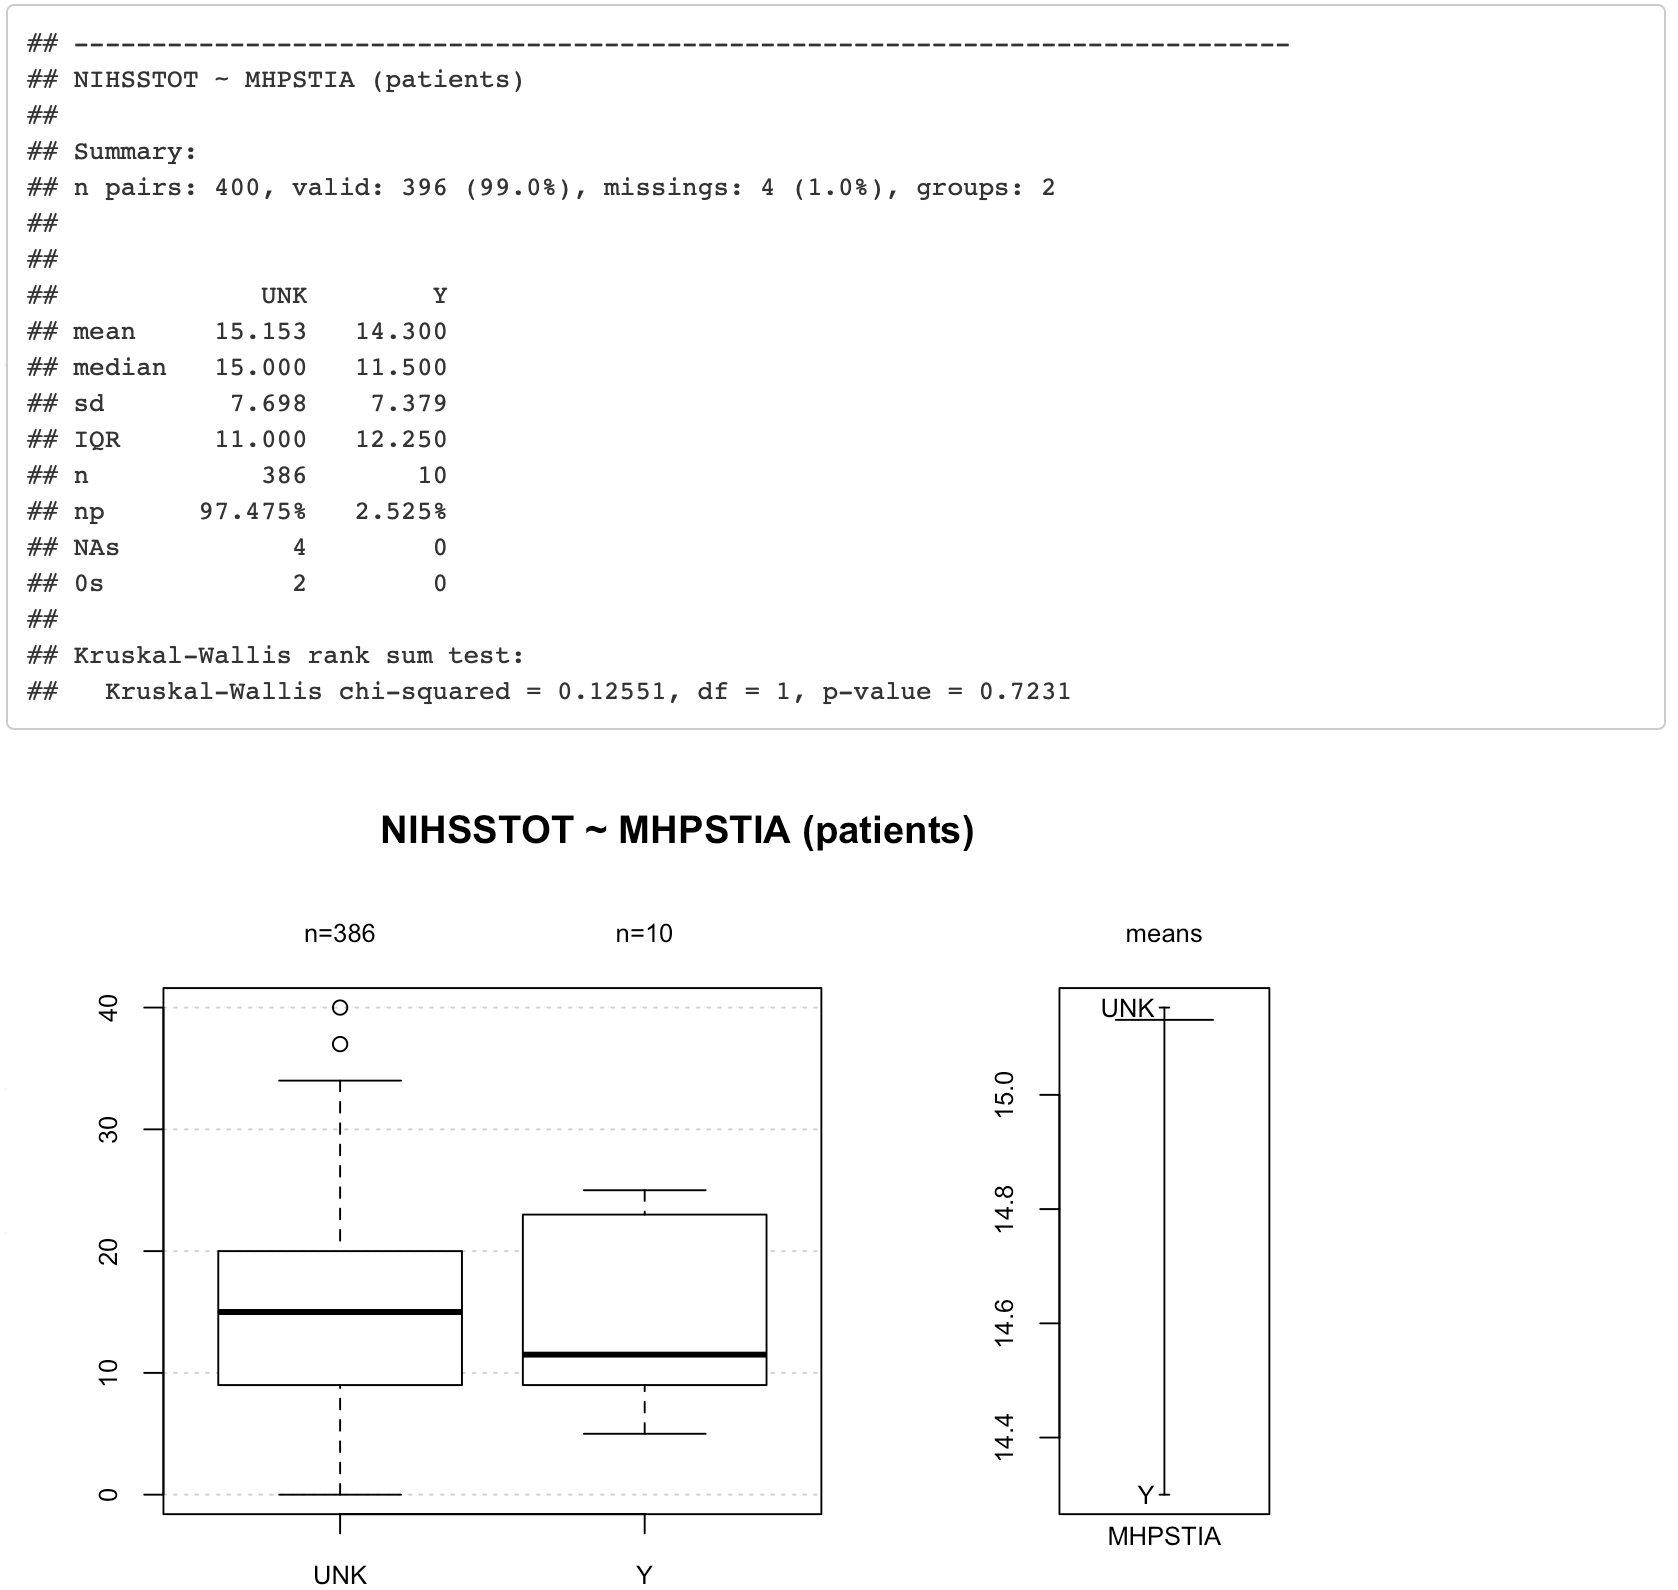 ## ------------------------------------------------------------------------------
## NIHSSTOT ~ MHPSTIA (patients)
##
## Summary:
## n pairs: 400, valid: 396 (99.0%), missings: 4 (1.0%), groups: 2
##
##
##             UNK        Y
## mean     15.153   14.300
## median   15.000   11.500
## sd        7.698    7.379
## IQR      11.000   12.250
## n           386       10
## np      97.475%   2.525%
## NAs           4        0
## 0s            2        0
##
## Kruskal-Wallis rank sum test:
##   Kruskal-Wallis chi-squared = 0.12551, df = 1, p-value = 0.7231
NIHSSTOT ~ MHPSTIA (patients)
n=386 n=10 means
40
30
20
10
0
UNK Y
UNK
15.0
14.8
14.6
14.4
Y
MHPSTIA